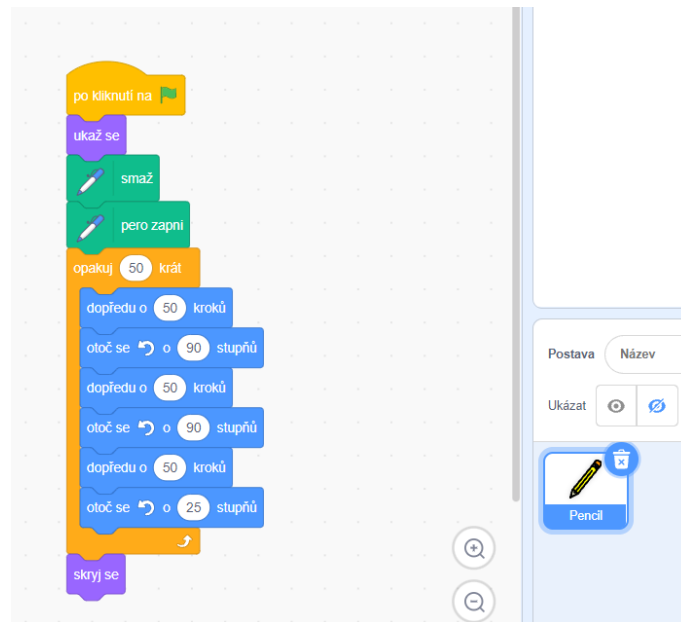 po kliknutí na
ukaž se
smaž
pero zapni
opakuj 50 krát
dopředu o 50 kroků
otoč se o 90 stupňů
dopředu o 50 kroků
otoč se o 90 stupňů
dopředu o 50 kroků
otoč se o 25 stupňů
skryj se
Postava Název
Ukázat
Pencil